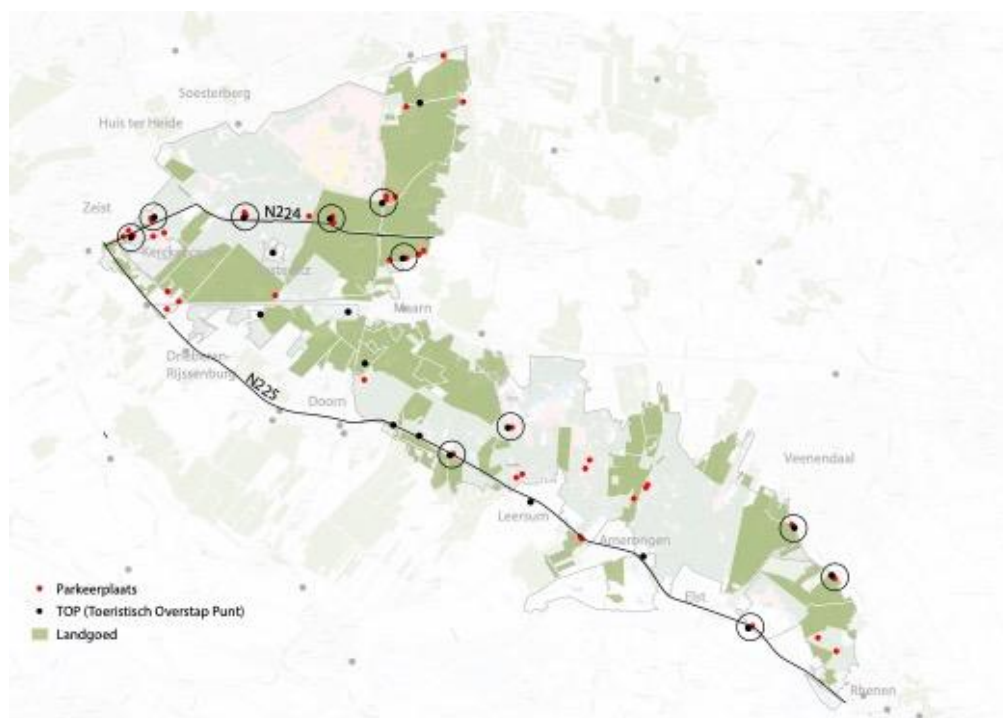 Soesterberg
Huis ter Heide
Zeist
N224
Maarn
Drieberen-
Rijssenburg
N225
Doorn
Veenendaal
Leersum
Amerongen
Elst
Rhenen
Parkeerplaats
TOP (Toeristisch Overstap Punt)
Landgoed